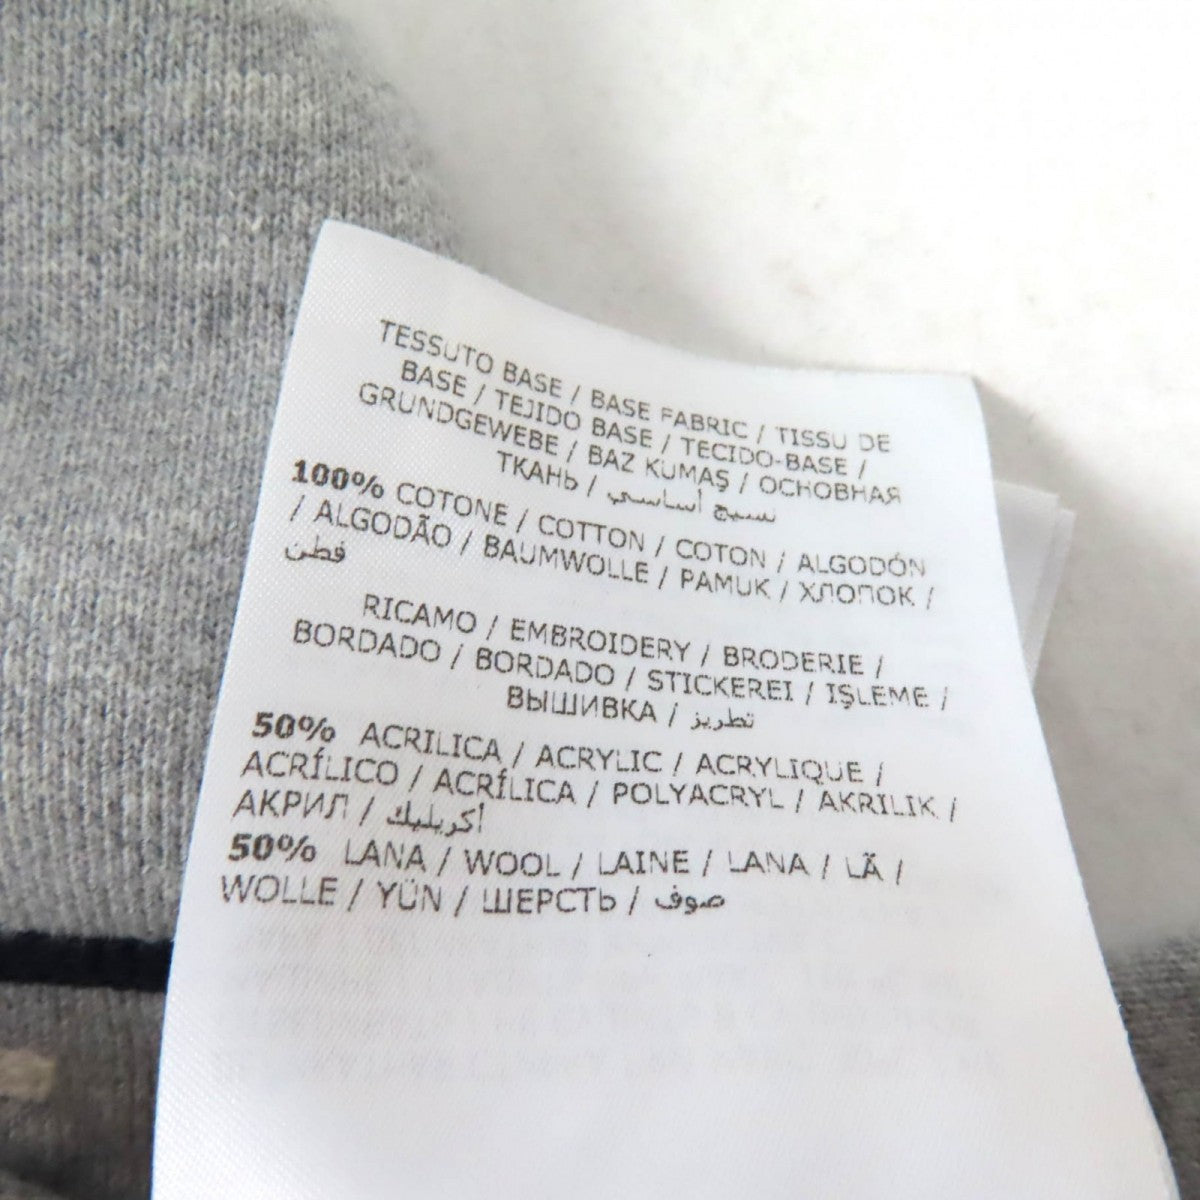 TESSUTO BASE / BASE FABRIC / TISSU DE
BASE / TEJIDO BASE / TECIDO-BASE /
GRUNDGEWEBE / BAZ KUMAŞ / ОСНОВНАЯ
ТКАНЬ / نسيج أساسي
100% COTONE / COTTON / COTON / ALGODÓN
/ ALGODÃO / BAUMWOLLE / PAMUK / ХЛОПОК /
قطن
RICAMO / EMBROIDERY / BRODERIE /
BORDADO / BORDADO / STICKEREI / IŞLEME /
ВЫШИВКА / تطريز
50% ACRILICA / ACRYLIC / ACRYLIQUE /
ACRÍLICO / ACRÍLICA / POLYACRYL / AKRILIK /
АКРИЛ / أكريليك
50% LANA / WOOL / LAINE / LANA / LÃ /
WOLLE / YÜN / ШЕРСТЬ / صوف